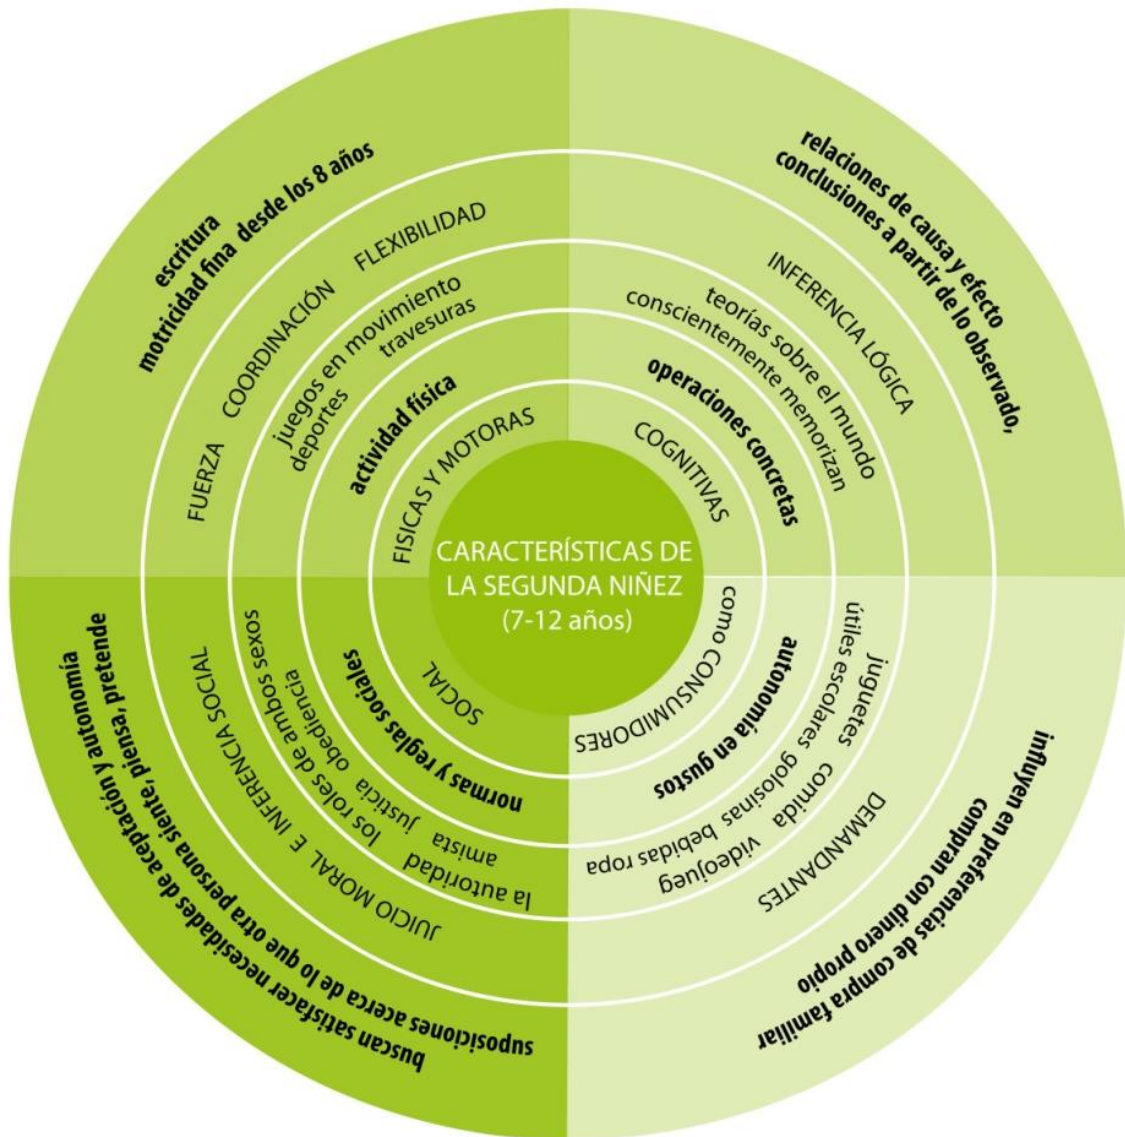 CARACTERÍSTICAS DE
LA SEGUNDA NIÑEZ
(7-12 años)
FISICAS Y MOTORAS
actividad física
juegos en movimiento
travesuras
deportes
FUERZA COORDINACIÓN FLEXIBILIDAD
escritura
motricidad fina desde los 8 años
COGNITIVAS
operaciones concretas
teorías sobre el mundo
conscientemente memorizan
INFERENCIA LÓGICA
relaciones de causa y efecto
conclusiones a partir de lo observado,
como CONSUMIDORES
autonomía en gustos
juguetes comida videojueg
útiles escolares golosinas bebidas ropa
DEMANDANTES
influyen en preferencias de compra familiar
compran con dinero propio
SOCIAL
normas y reglas sociales
amista justicia obediencia
la autoridad los roles de ambos sexos
JUICIO MORAL E INFERENCIA SOCIAL
suposiciones acerca de lo que otra persona siente, piensa, pretende
buscan satisfacer necesidades de aceptación y autonomía